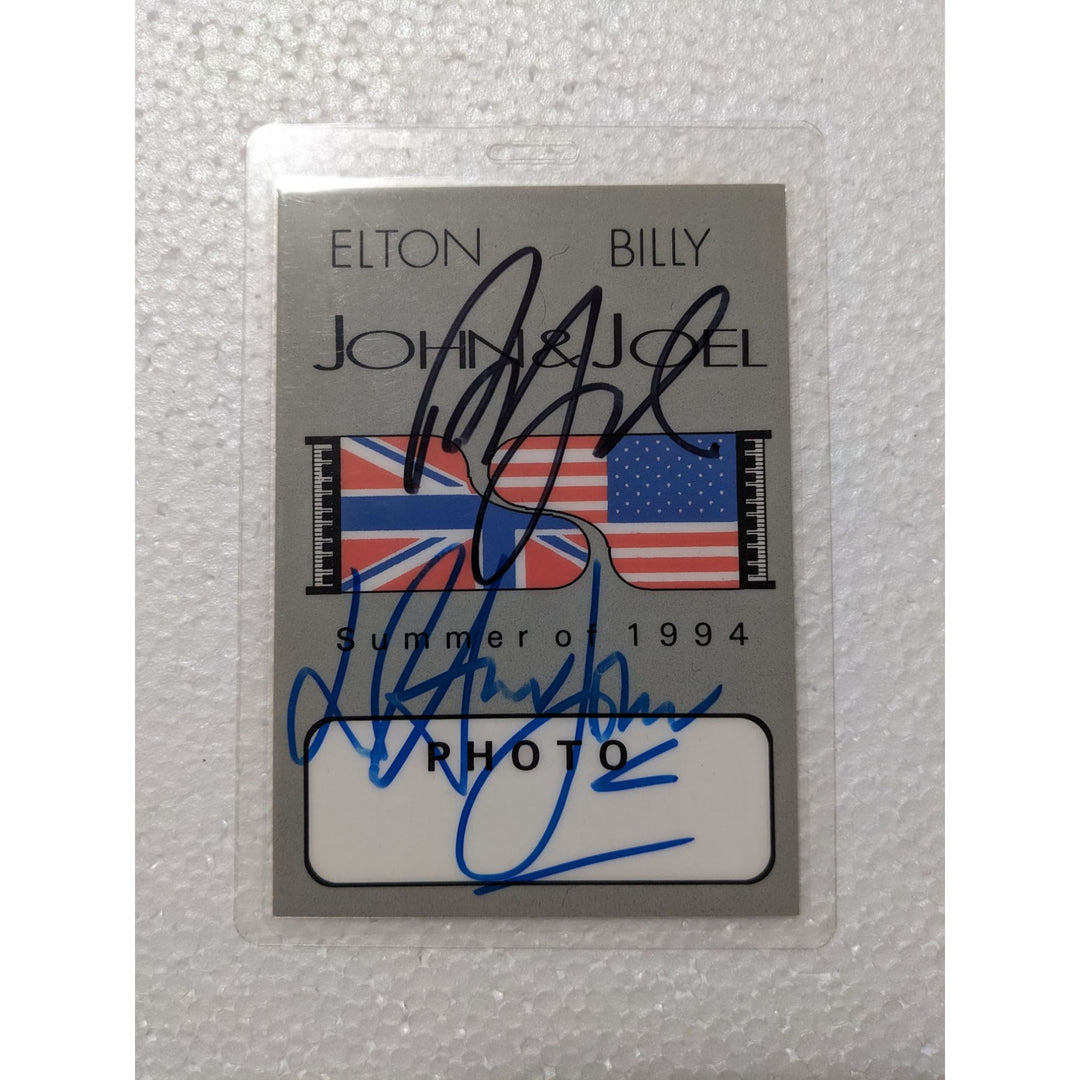 ELTON BILLY
JOHN & JOEL
Summer of 1994
PHOTO